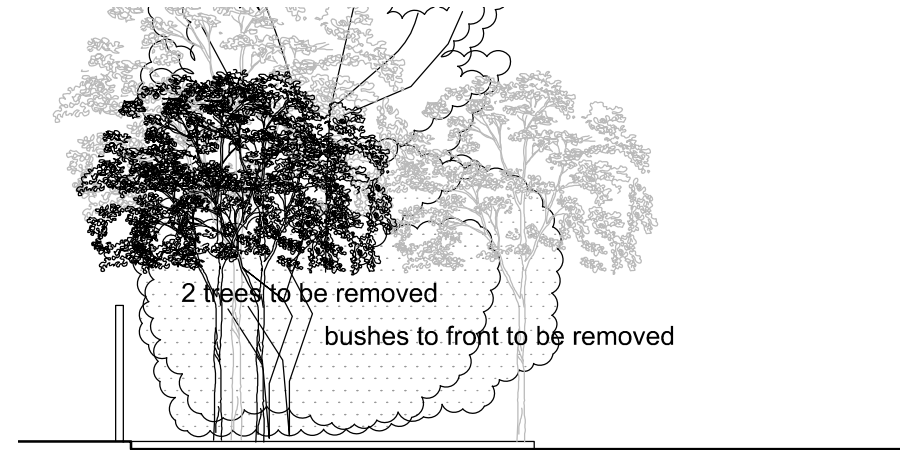 2 trees to be removed
bushes to front to be removed